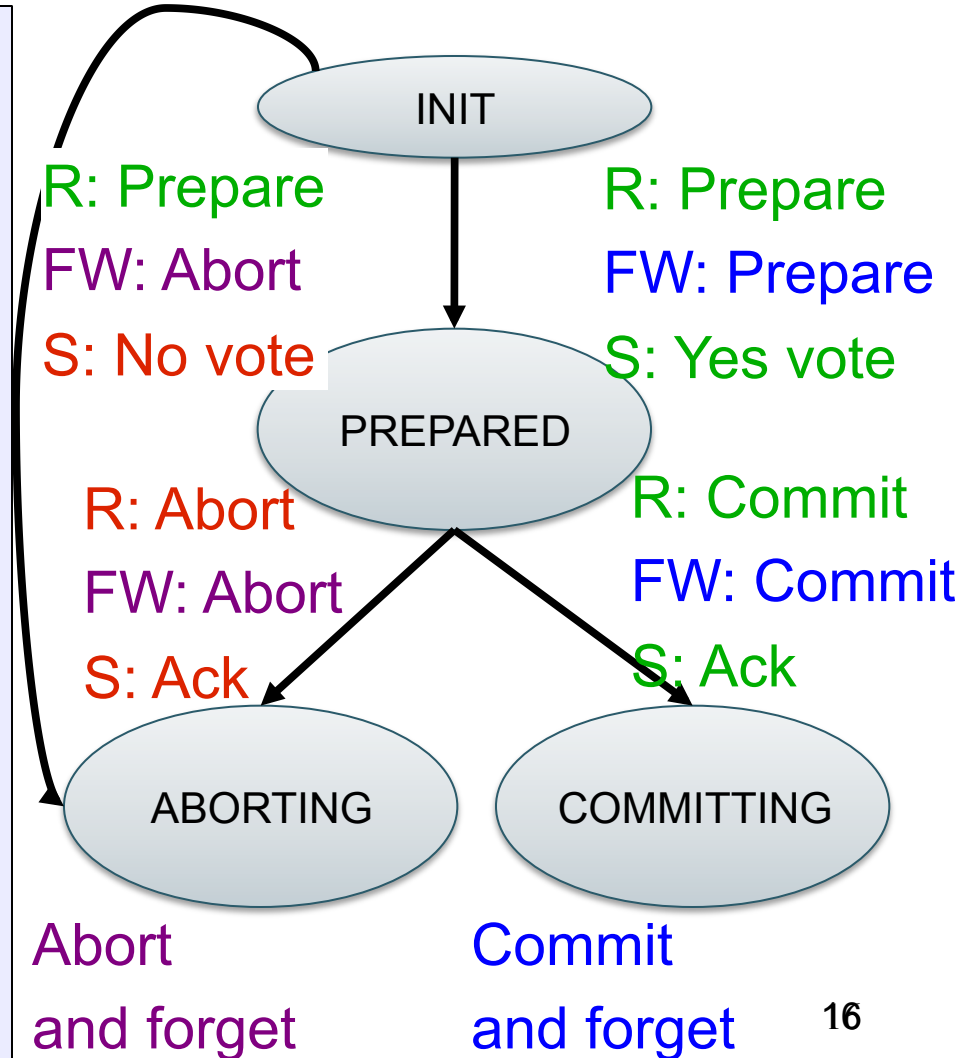 INIT
R: Prepare
FW: Abort
S: No vote
R: Prepare
FW: Prepare
S: Yes vote
PREPARED
R: Abort
FW: Abort
S: Ack
R: Commit
FW: Commit
S: Ack
ABORTING
COMMITTING
Abort
and forget
Commit
and forget
16